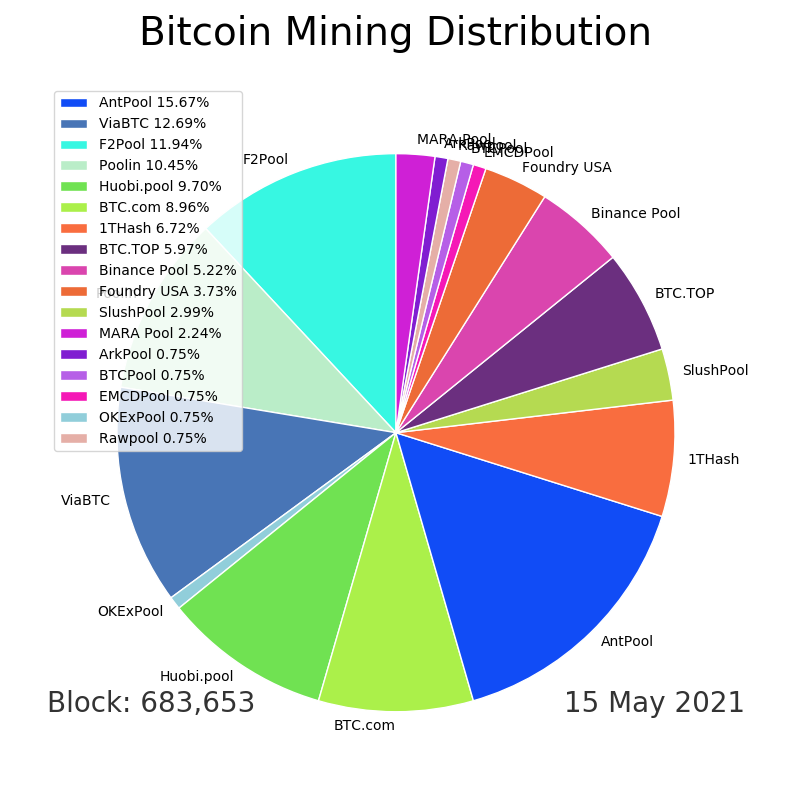 Bitcoin Mining Distribution
AntPool 15.67%
ViaBTC 12.69%
F2Pool 11.94%
Poolin 10.45%
Huobi.pool 9.70%
BTC.com 8.96%
1THash 6.72%
BTC.TOP 5.97%
Binance Pool 5.22%
Foundry USA 3.73%
SlushPool 2.99%
MARA Pool 2.24%
ArkPool 0.75%
BTCPool 0.75%
EMCDPool 0.75%
OKExPool 0.75%
Rawpool 0.75%
F2Pool
MARA Pool
ArkPool
Rawpool
BTCPool
EMCDPool
Foundry USA
Binance Pool
BTC.TOP
SlushPool
1THash
AntPool
BTC.com
Huobi.pool
OKExPool
ViaBTC
Block: 683,653
15 May 2021